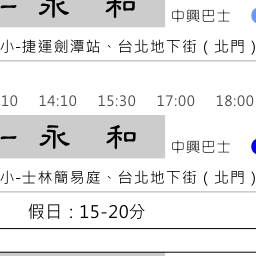 一 永 和 中興巴士
小-捷運劍潭站、台北地下街（北門）
10 14:10 15:30 17:00 18:00
一 永 和 中興巴士
小-士林簡易庭、台北地下街（北門）
假日：15-20分